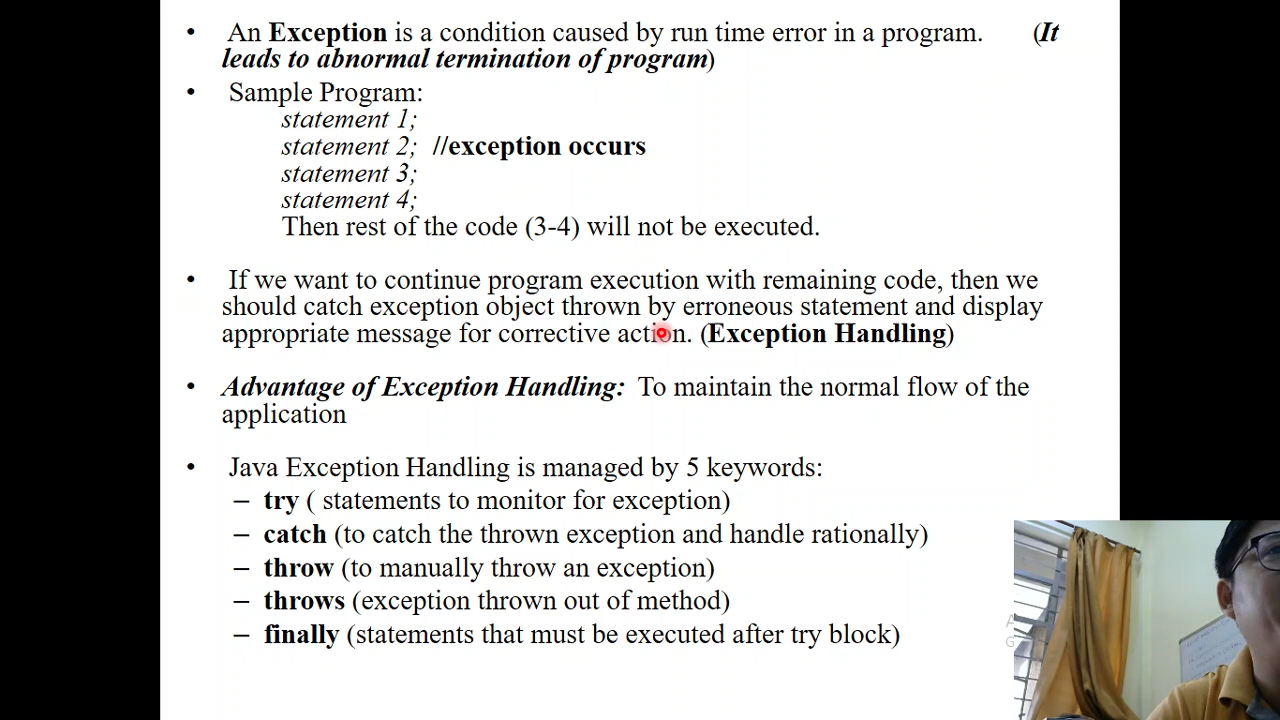 • An Exception is a condition caused by run time error in a program. (It
leads to abnormal termination of program)
• Sample Program:
statement 1;
statement 2; //exception occurs
statement 3;
statement 4;
Then rest of the code (3-4) will not be executed.
• If we want to continue program execution with remaining code, then we
should catch exception object thrown by erroneous statement and display
appropriate message for corrective action. (Exception Handling)
• Advantage of Exception Handling: To maintain the normal flow of the
application
• Java Exception Handling is managed by 5 keywords:
– try ( statements to monitor for exception)
– catch (to catch the thrown exception and handle rationally)
– throw (to manually throw an exception)
– throws (exception thrown out of method)
– finally (statements that must be executed after try block)